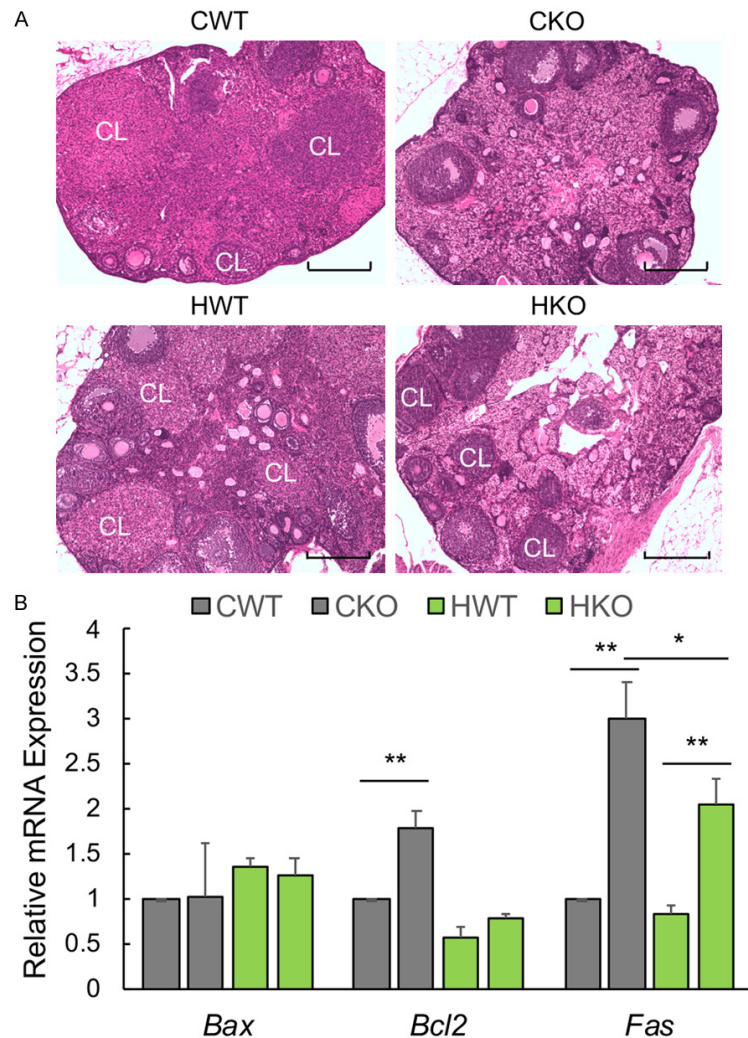 A
CWT CKO
CL CL
CL
HWT HKO
CL CL
CL CL
CL CL
B
CWT CKO HWT HKO
Relative mRNA Expression
4
3.5
3
2.5
2
1.5
1
0.5
0
** *
**
**
Bax Bcl2 Fas